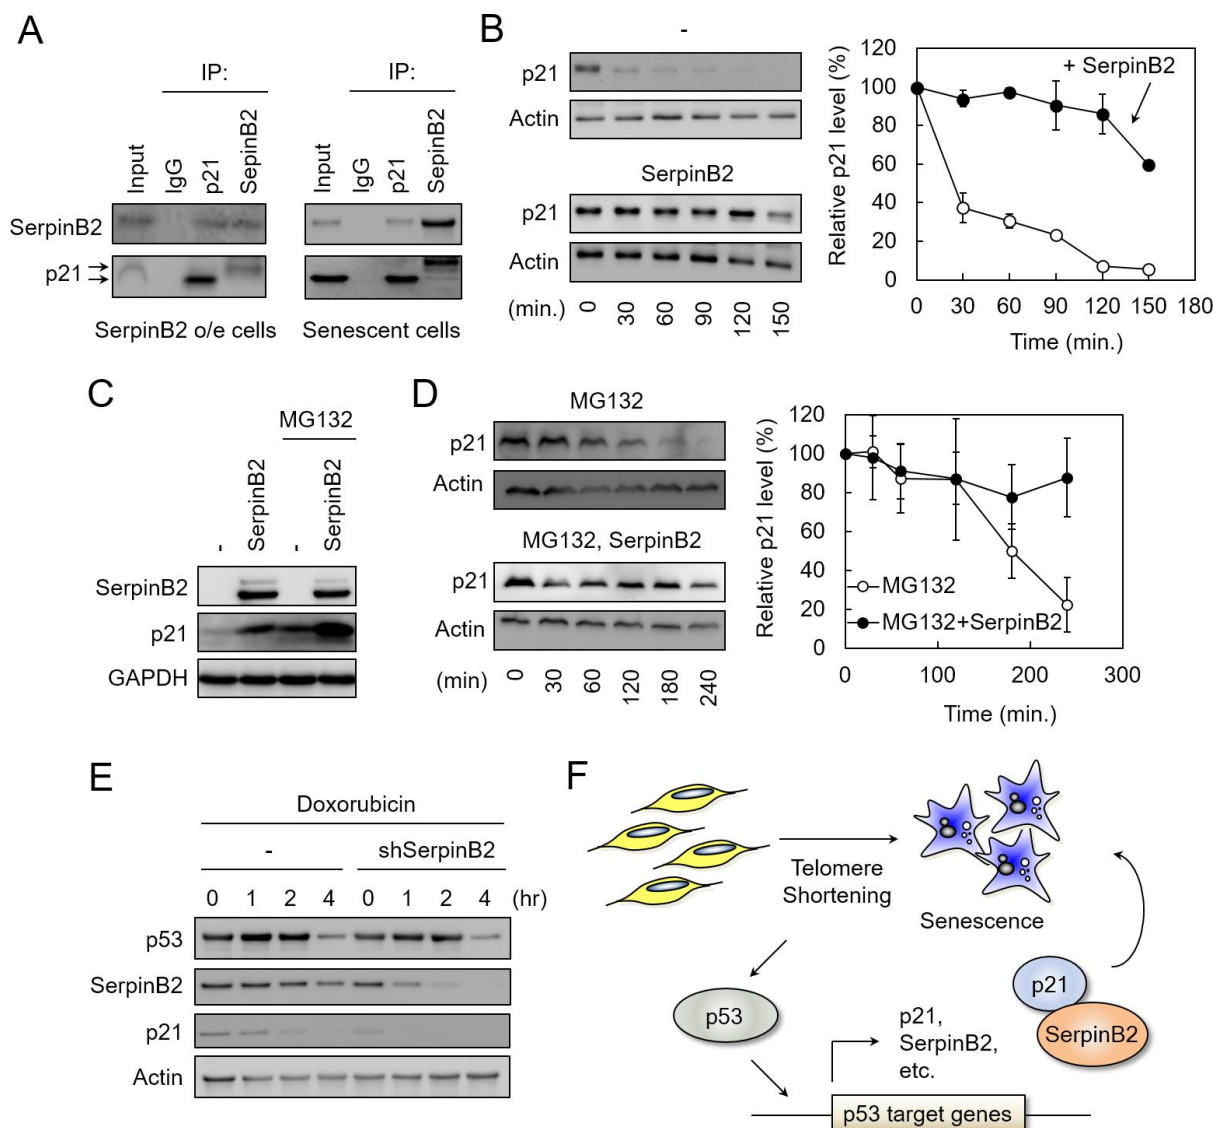 A
IP:
IP:
Input
IgG
p21
SepinB2
Input
IgG
p21
SepinB2
SerpinB2
p21
SerpinB2 o/e cells
Senescent cells
B
-
p21
Actin
SerpinB2
p21
Actin
(min.)
0
30
60
90
120
150
Relative p21 level (%)
120
100
80
60
40
20
0
+ SerpinB2
0
30
60
90
120
150
180
Time (min.)
C
MG132
-
SerpinB2
-
SerpinB2
SerpinB2
p21
GAPDH
D
MG132
p21
Actin
MG132, SerpinB2
p21
Actin
(min)
0
30
60
120
180
240
Relative p21 level (%)
120
100
80
60
40
20
0
MG132
MG132+SerpinB2
0
100
200
300
Time (min.)
E
Doxorubicin
-
shSerpinB2
0 1 2 4 0 1 2 4 (hr)
p53
SerpinB2
p21
Actin
F
Telomere
Shortening
Senescence
p53
p21
SerpinB2
p21,
SerpinB2,
etc.
p53 target genes